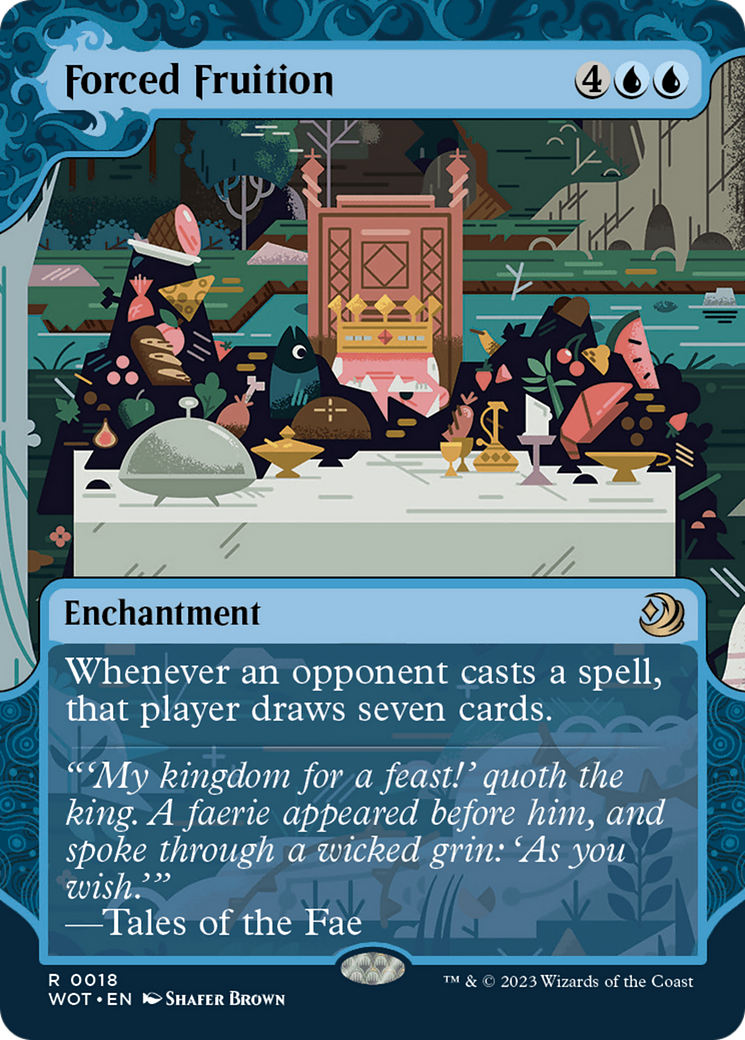 Forced Fruition 4
Enchantment
Whenever an opponent casts a spell,
that player draws seven cards.
“‘My kingdom for a feast!’ quoth the
king. A faerie appeared before him, and
spoke through a wicked grin: ‘As you
wish.’”
—Tales of the Fae
R 0018
WOT • EN Shafer Brown
™ & © 2023 Wizards of the Coast